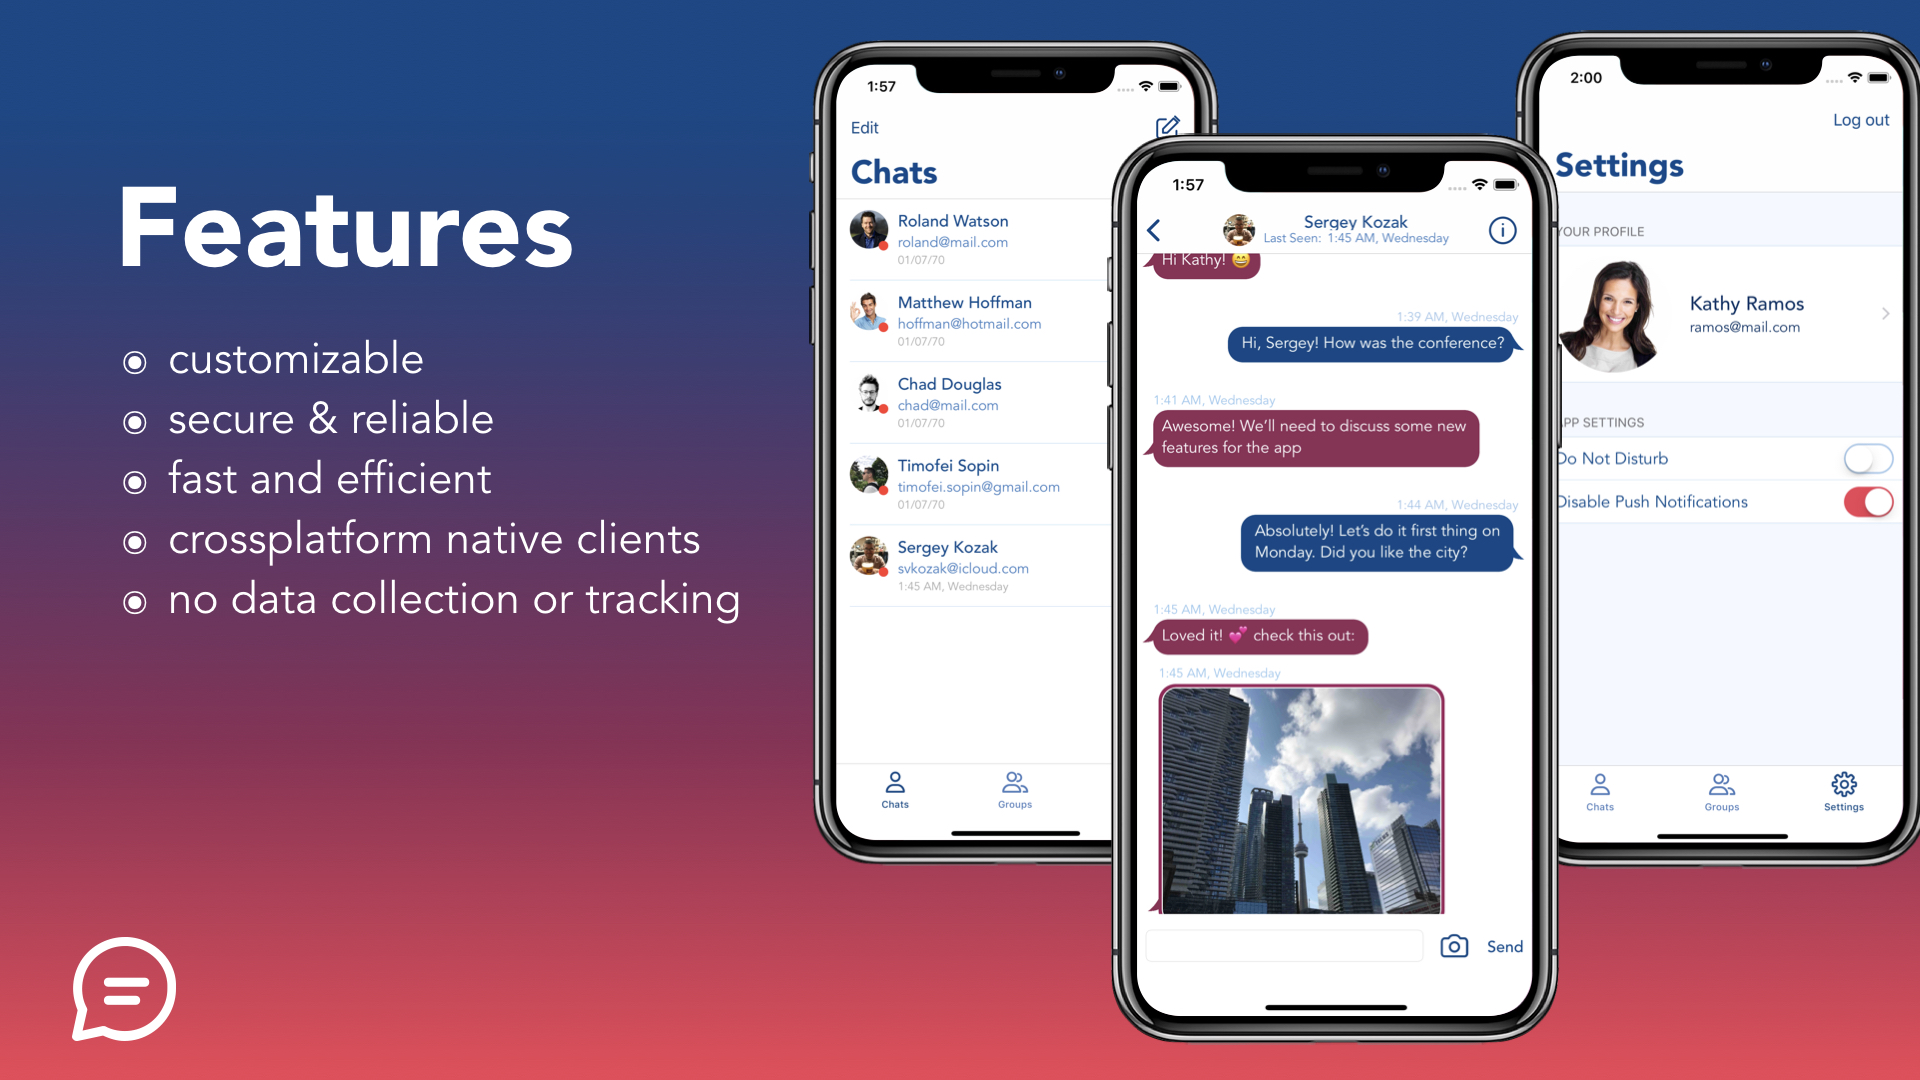 Features
customizable
secure & reliable
fast and efficient
crossplatform native clients
no data collection or tracking
1:57
Edit
Chats
Roland Watson
roland@mail.com
01/07/70
Matthew Hoffman
hoffman@hotmail.com
01/07/70
Chad Douglas
chad@mail.com
01/07/70
Timofei Sopin
timofei.sopin@gmail.com
01/07/70
Sergey Kozak
svkozak@icloud.com
1:45 AM, Wednesday
Chats
Groups
1:57
Sergey Kozak
Last Seen: 1:45 AM, Wednesday
Hi Kathy! 😄
1:39 AM, Wednesday
Hi, Sergey! How was the conference?
1:41 AM, Wednesday
Awesome! We'll need to discuss some new
features for the app
1:44 AM, Wednesday
Absolutely! Let's do it first thing on
Monday. Did you like the city?
1:45 AM, Wednesday
Loved it! 💕 check this out:
1:45 AM, Wednesday
Send
2:00
Log out
Settings
YOUR PROFILE
Kathy Ramos
ramos@mail.com
PP SETTINGS
Do Not Disturb
Disable Push Notifications
Chats
Groups
Settings